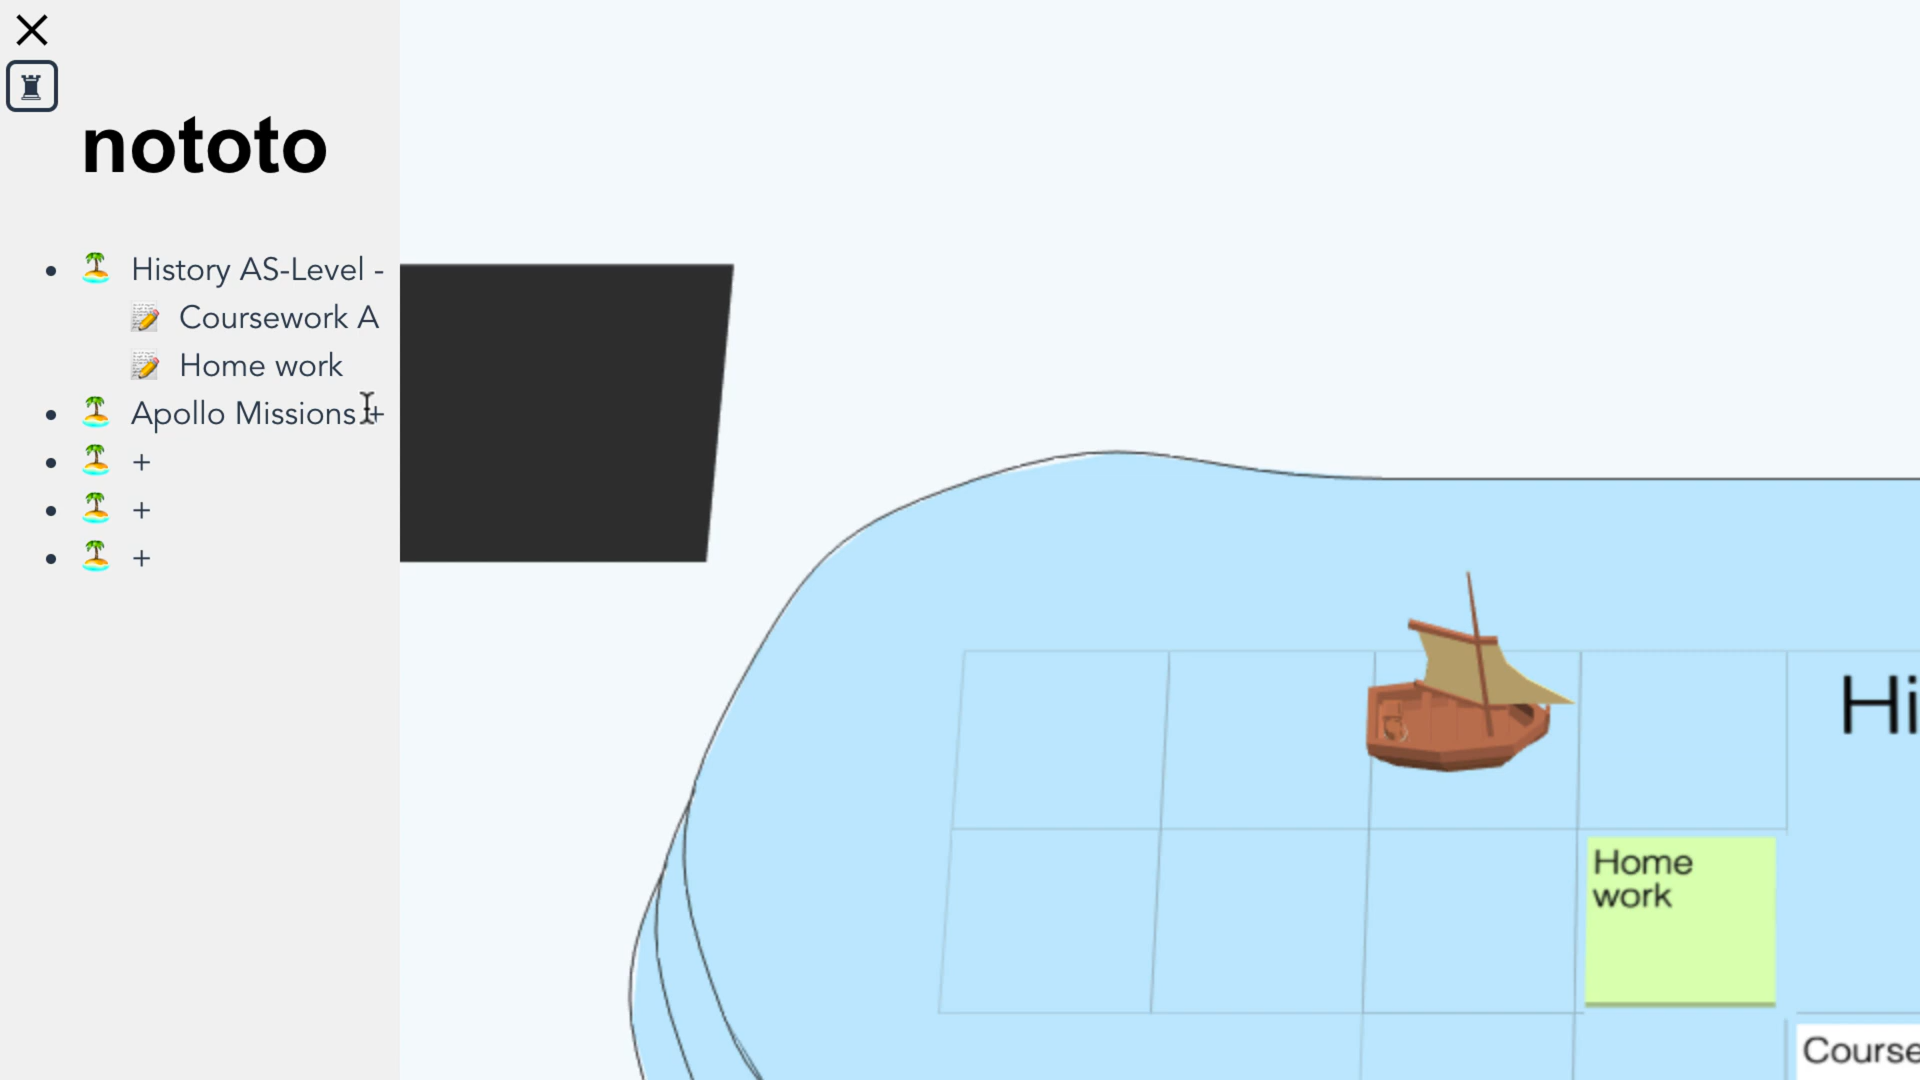 nototo
History AS-Level -
Coursework A
Home work
Apollo Missions +
+
+
+
Hi
Home
work
Course